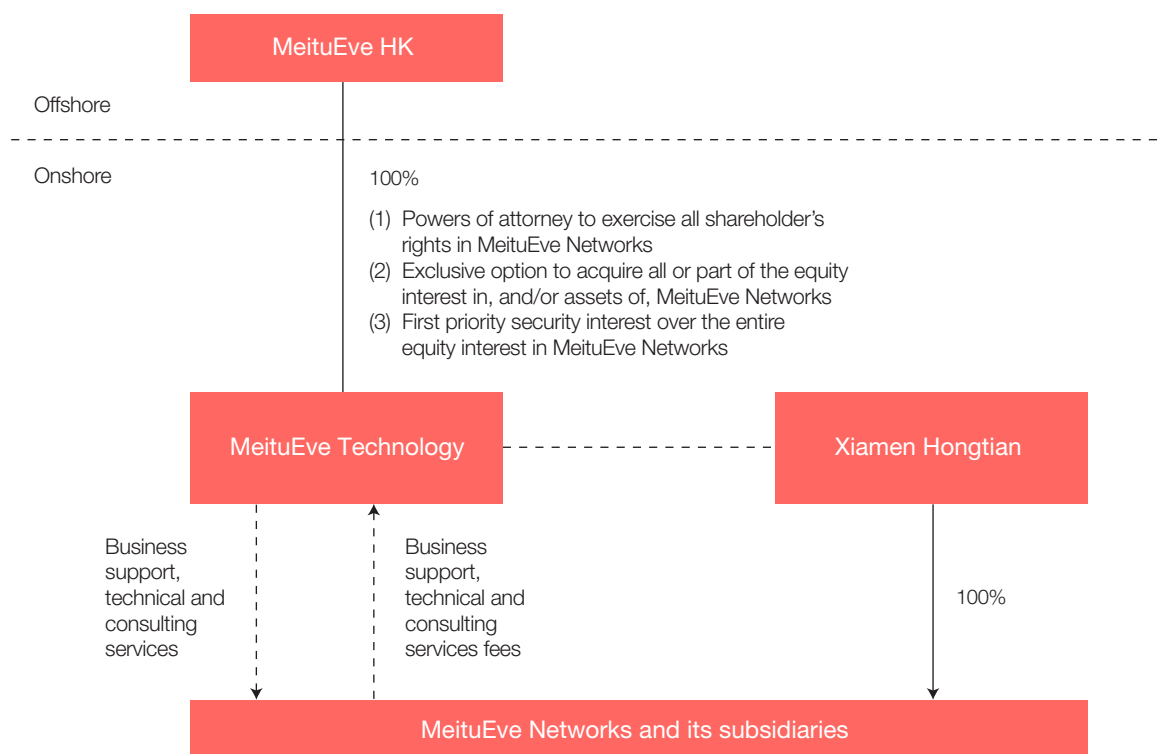 MeituEve HK
Offshore
Onshore
100%
(1) Powers of attorney to exercise all shareholder’s
rights in MeituEve Networks
(2) Exclusive option to acquire all or part of the equity
interest in, and/or assets of, MeituEve Networks
(3) First priority security interest over the entire
equity interest in MeituEve Networks
MeituEve Technology
Xiamen Hongtian
Business
support,
technical and
consulting
services
Business
support,
technical and
consulting
services fees
100%
MeituEve Networks and its subsidiaries